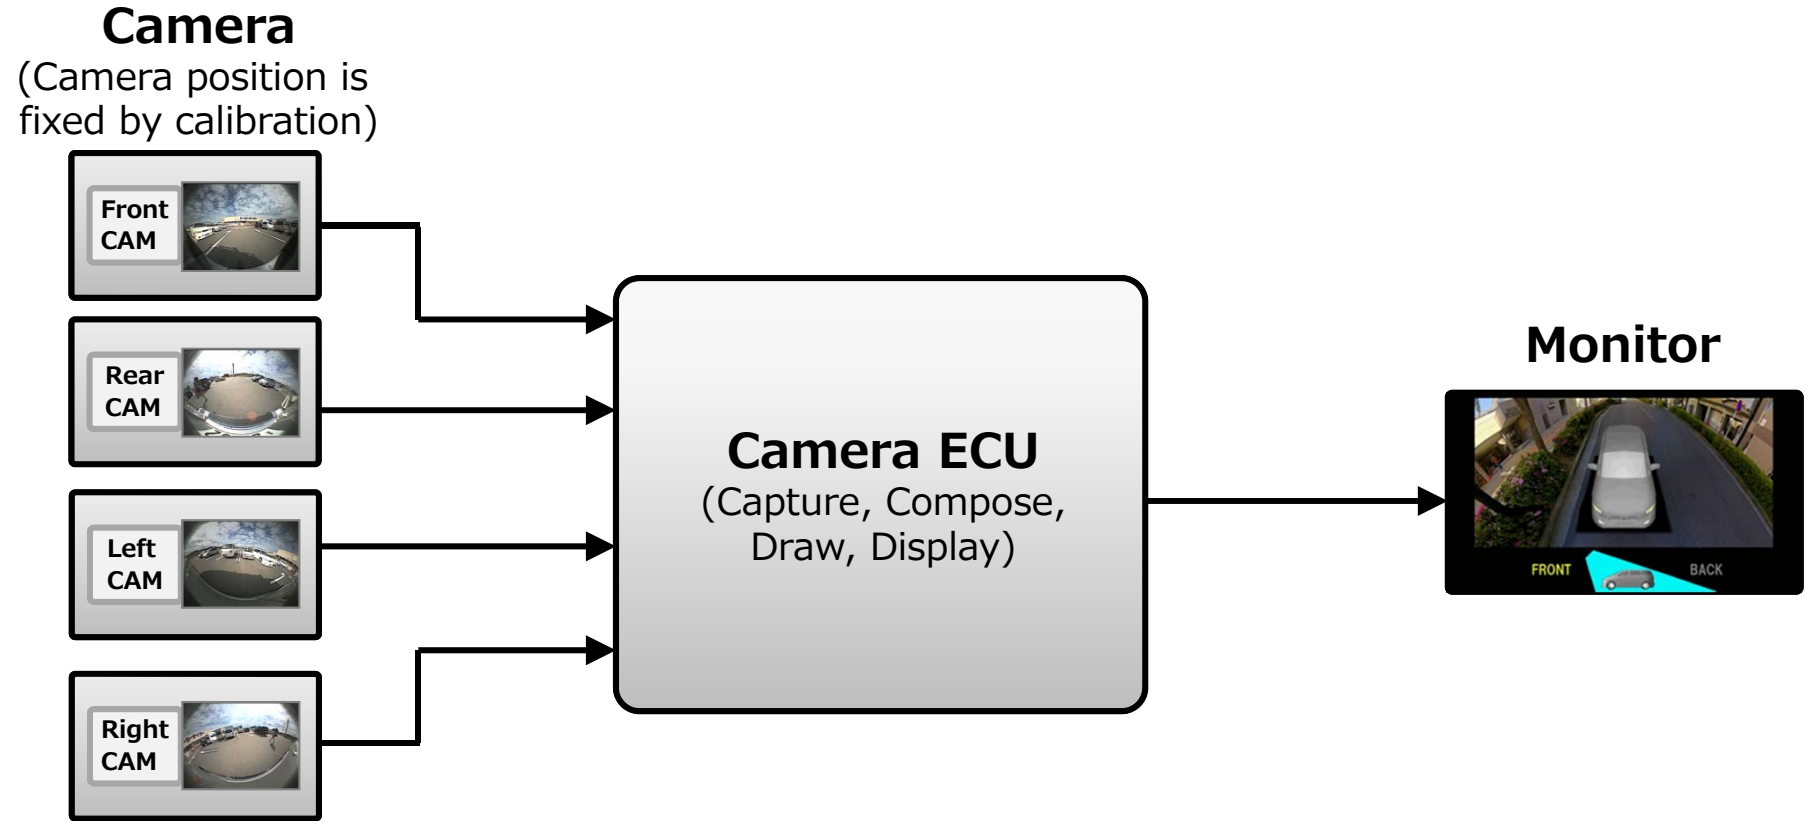 Camera
(Camera position is
fixed by calibration)
Front
CAM
Rear
CAM
Left
CAM
Right
CAM
Camera ECU
(Capture, Compose,
Draw, Display)
Monitor
FRONT
BACK